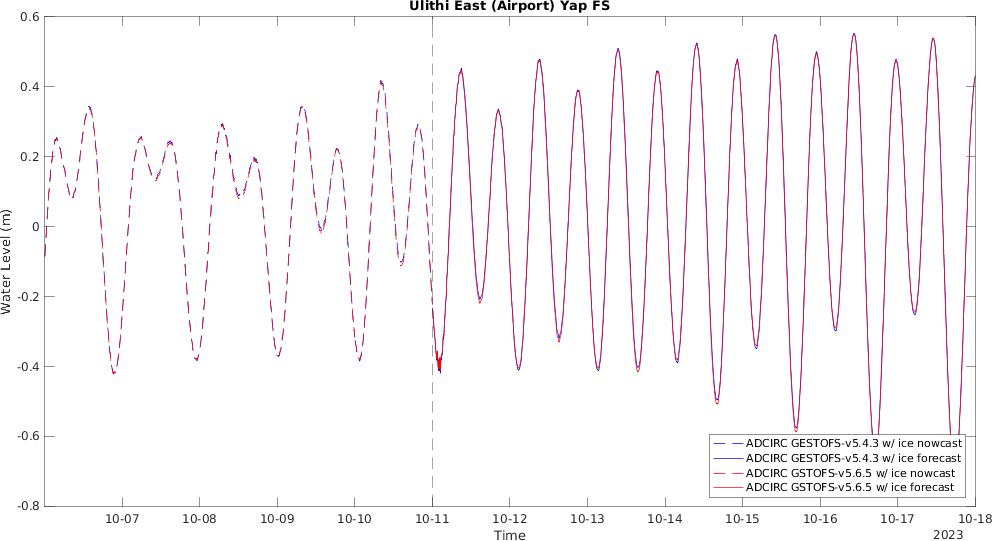 Ulithi East (Airport) Yap FS
0.6
0.4
0.2
0
-0.2
-0.4
-0.6
-0.8
Water Level (m)
ADCIRC GESTOFS-v5.4.3 w/ ice nowcast
ADCIRC GESTOFS-v5.4.3 w/ ice forecast
ADCIRC GSTOFS-v5.6.5 w/ ice nowcast
ADCIRC GSTOFS-v5.6.5 w/ ice forecast
10-07 10-08 10-09 10-10 10-11 10-12 10-13 10-14 10-15 10-16 10-17 10-18
Time
2023